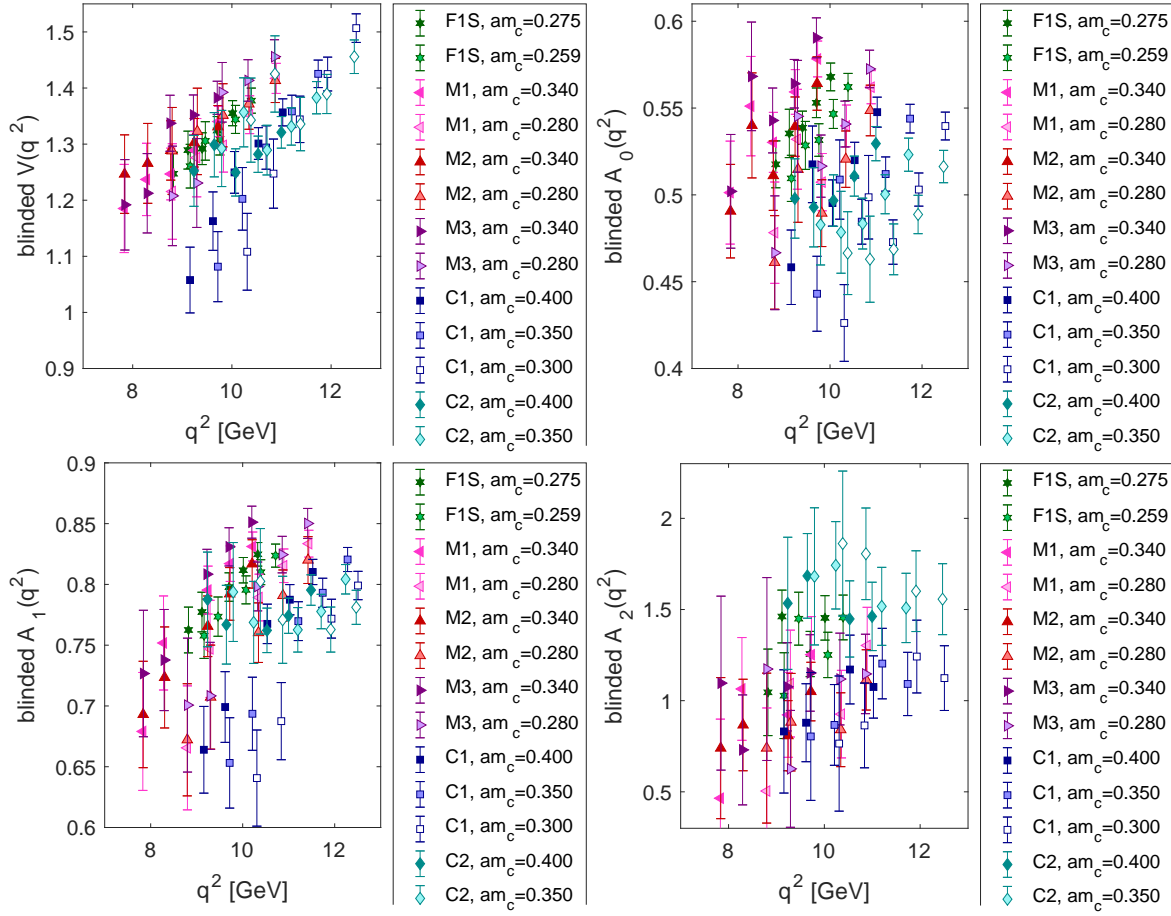 blinded V(q²)
1.5
1.4
1.3
1.2
1.1
1
0.9
8 10 12
q² [GeV]
F1S, am_c=0.275
F1S, am_c=0.259
M1, am_c=0.340
M1, am_c=0.280
M2, am_c=0.340
M2, am_c=0.280
M3, am_c=0.340
M3, am_c=0.280
C1, am_c=0.400
C1, am_c=0.350
C1, am_c=0.300
C2, am_c=0.400
C2, am_c=0.350
blinded A₀(q²)
0.6
0.55
0.5
0.45
0.4
8 10 12
q² [GeV]
F1S, am_c=0.275
F1S, am_c=0.259
M1, am_c=0.340
M1, am_c=0.280
M2, am_c=0.340
M2, am_c=0.280
M3, am_c=0.340
M3, am_c=0.280
C1, am_c=0.400
C1, am_c=0.350
C1, am_c=0.300
C2, am_c=0.400
C2, am_c=0.350
blinded A₁(q²)
0.9
0.85
0.8
0.75
0.7
0.65
0.6
8 10 12
q² [GeV]
F1S, am_c=0.275
F1S, am_c=0.259
M1, am_c=0.340
M1, am_c=0.280
M2, am_c=0.340
M2, am_c=0.280
M3, am_c=0.340
M3, am_c=0.280
C1, am_c=0.400
C1, am_c=0.350
C1, am_c=0.300
C2, am_c=0.400
C2, am_c=0.350
blinded A₂(q²)
2
1.5
1
0.5
8 10 12
q² [GeV]
F1S, am_c=0.275
F1S, am_c=0.259
M1, am_c=0.340
M1, am_c=0.280
M2, am_c=0.340
M2, am_c=0.280
M3, am_c=0.340
M3, am_c=0.280
C1, am_c=0.400
C1, am_c=0.350
C1, am_c=0.300
C2, am_c=0.400
C2, am_c=0.350